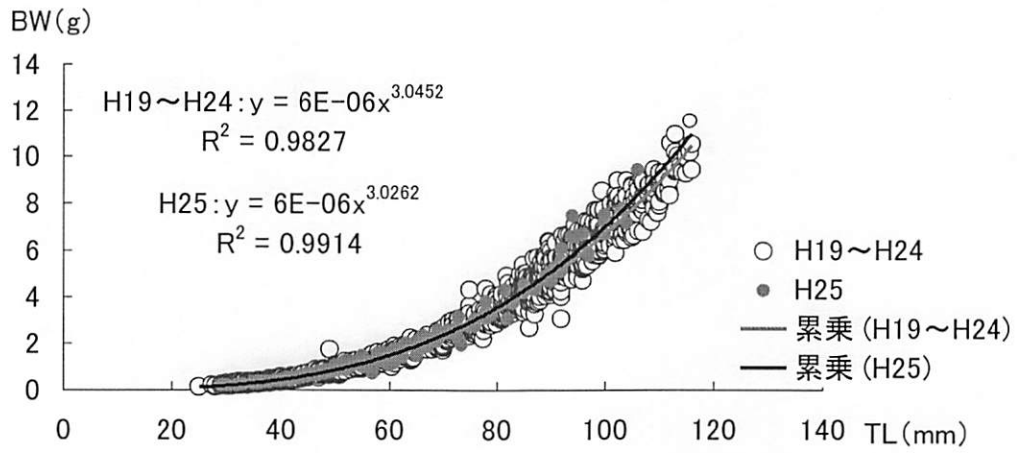 BW(g)
14
12
10
8
6
4
2
0
H19～H24:y = 6E-06x^3.0452
R² = 0.9827
H25:y = 6E-06x^3.0262
R² = 0.9914
○ H19～H24
● H25
累乗(H19～H24)
累乗(H25)
0 20 40 60 80 100 120 140 TL(mm)